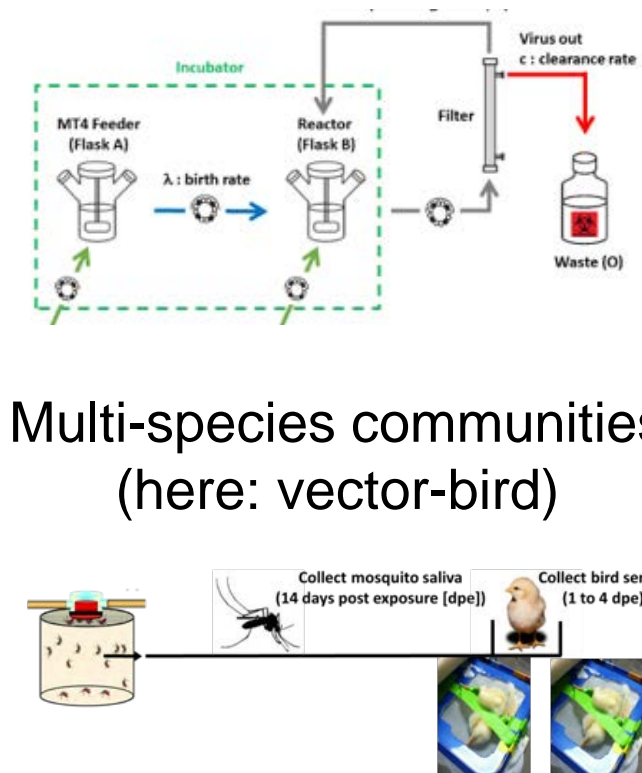 Virus out
c : clearance rate
Incubator
MT4 Feeder
(Flask A)
Reactor
(Flask B)
Filter
λ : birth rate
Waste (O)
Multi-species communities
(here: vector-bird)
Collect mosquito saliva
(14 days post exposure [dpe])
Collect bird ser
(1 to 4 dpe)